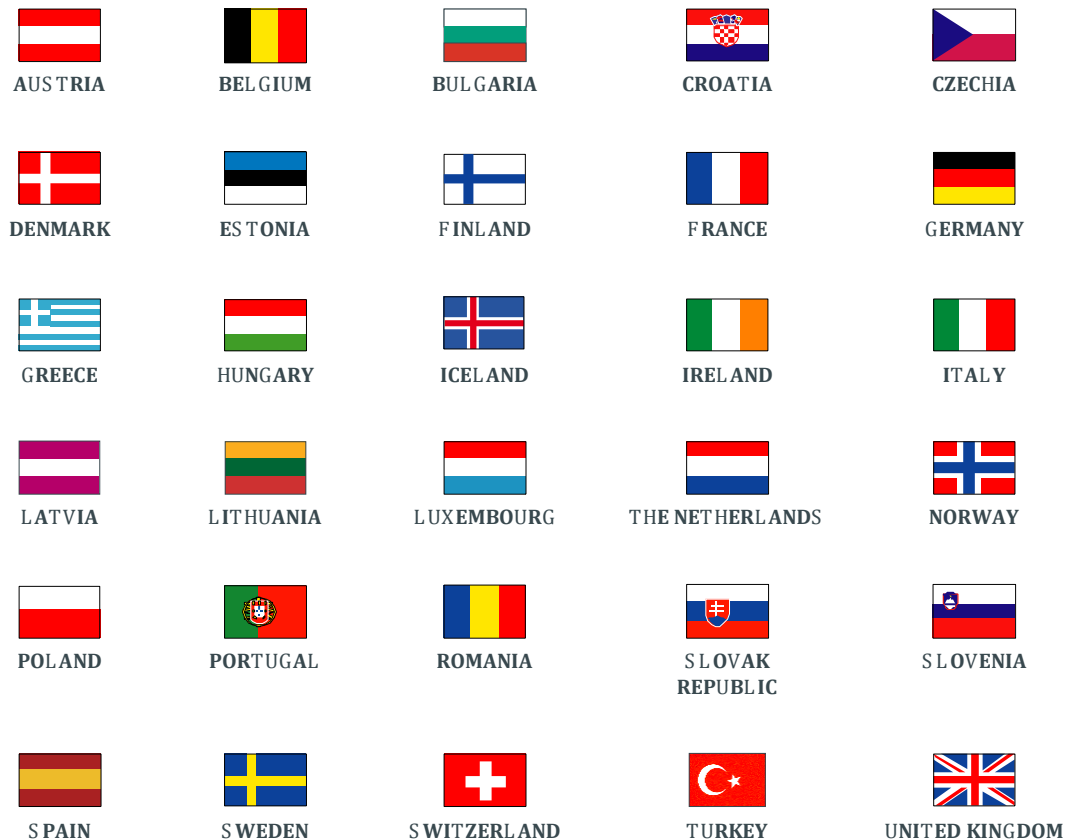 AUSTRIA
BELGIUM
BULGARIA
CROATIA
CZECHIA
DENMARK
ESTONIA
FINLAND
FRANCE
GERMANY
GREECE
HUNGARY
ICELAND
IRELAND
ITALY
LATVIA
LITHUANIA
LUXEMBOURG
THE NETHERLANDS
NORWAY
POLAND
PORTUGAL
ROMANIA
SLOVAK
REPUBLIC
SLOVENIA
SPAIN
SWEDEN
SWITZERLAND
TURKEY
UNITED KINGDOM